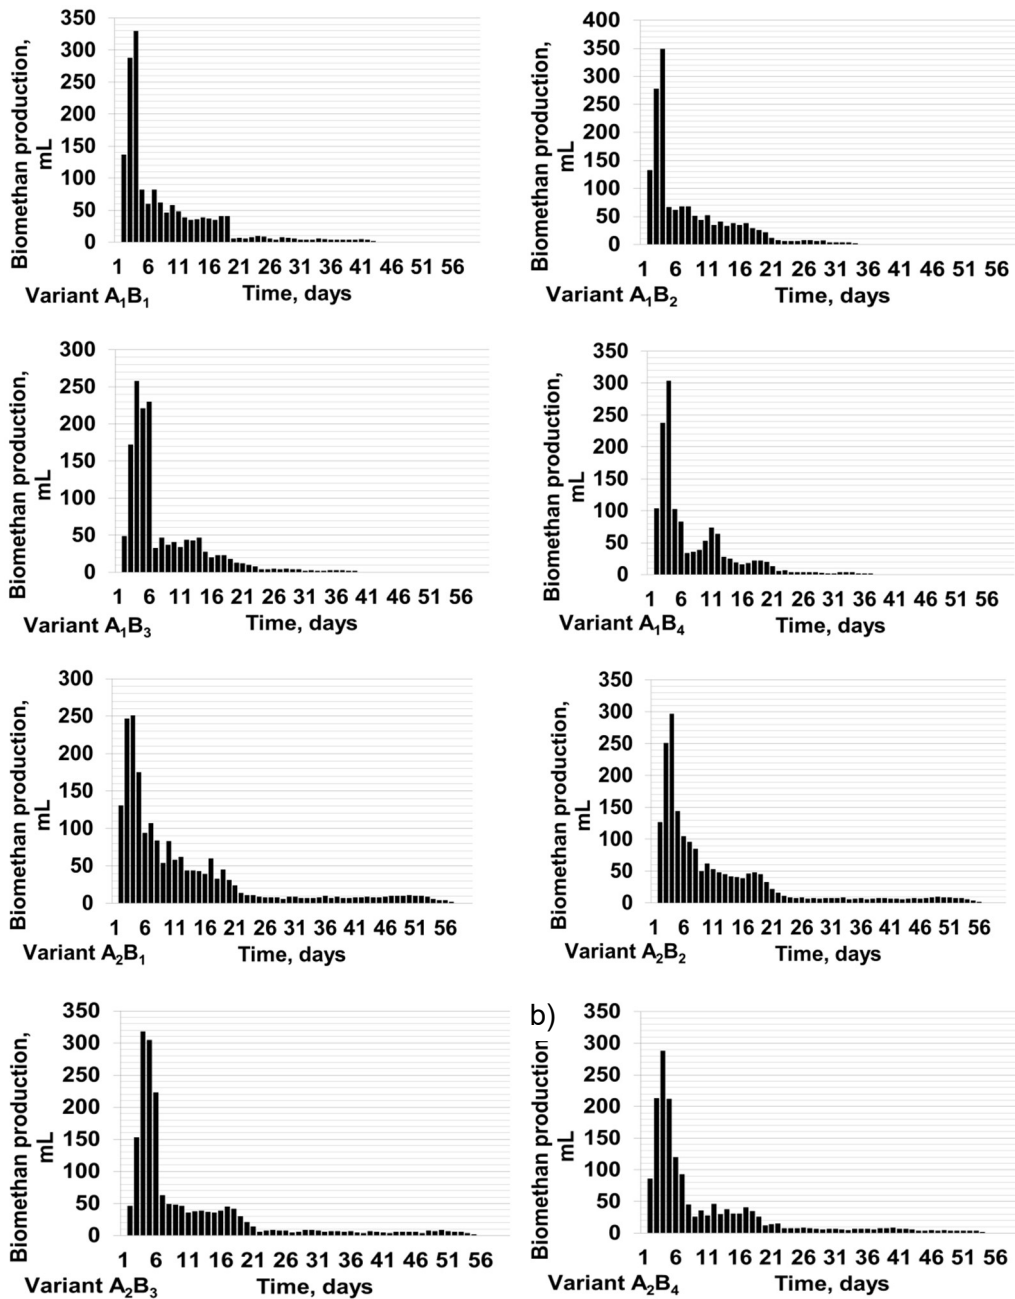 350
300
250
200
150
100
50
0
Biomethan production,
mL
1 6 11 16 21 26 31 36 41 46 51 56
Variant A₁B₁
Time, days
400
350
300
250
200
150
100
50
0
Biomethan production,
mL
1 6 11 16 21 26 31 36 41 46 51 56
Variant A₁B₂
Time, days
300
250
200
150
100
50
0
Biomethan production,
mL
1 6 11 16 21 26 31 36 41 46 51 56
Variant A₁B₃
Time, days
350
300
250
200
150
100
50
0
Biomethan production,
mL
1 6 11 16 21 26 31 36 41 46 51 56
Variant A₁B₄
Time, days
300
250
200
150
100
50
0
Biomethan production,
mL
1 6 11 16 21 26 31 36 41 46 51 56
Variant A₂B₁
Time, days
350
300
250
200
150
100
50
0
Biomethan production,
mL
1 6 11 16 21 26 31 36 41 46 51 56
Variant A₂B₂
Time, days
350
300
250
200
150
100
50
0
Biomethan production,
mL
1 6 11 16 21 26 31 36 41 46 51 56
Variant A₂B₃
Time, days
b)
350
300
250
200
150
100
50
0
Biomethan production
mL
1 6 11 16 21 26 31 36 41 46 51 56
Variant A₂B₄
Time, days